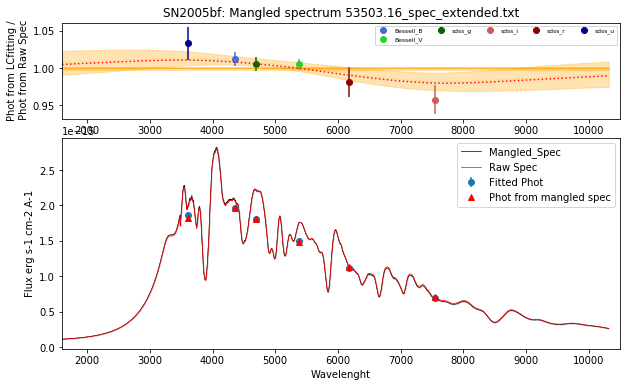 SN2005bf: Mangled spectrum 53503.16_spec_extended.txt
Phot from LCfitting /
Phot from Raw Spec
1.05
1.00
0.95
Bessell_B
Bessell_V
sdss_g
sdss_i
sdss_r
sdss_u
2000 3000 4000 5000 6000 7000 8000 9000 10000
1e−15
Flux erg s-1 cm-2 A-1
2.5
2.0
1.5
1.0
0.5
0.0
Mangled_Spec
Raw Spec
Fitted Phot
Phot from mangled spec
2000 3000 4000 5000 6000 7000 8000 9000 10000
Wavelenght